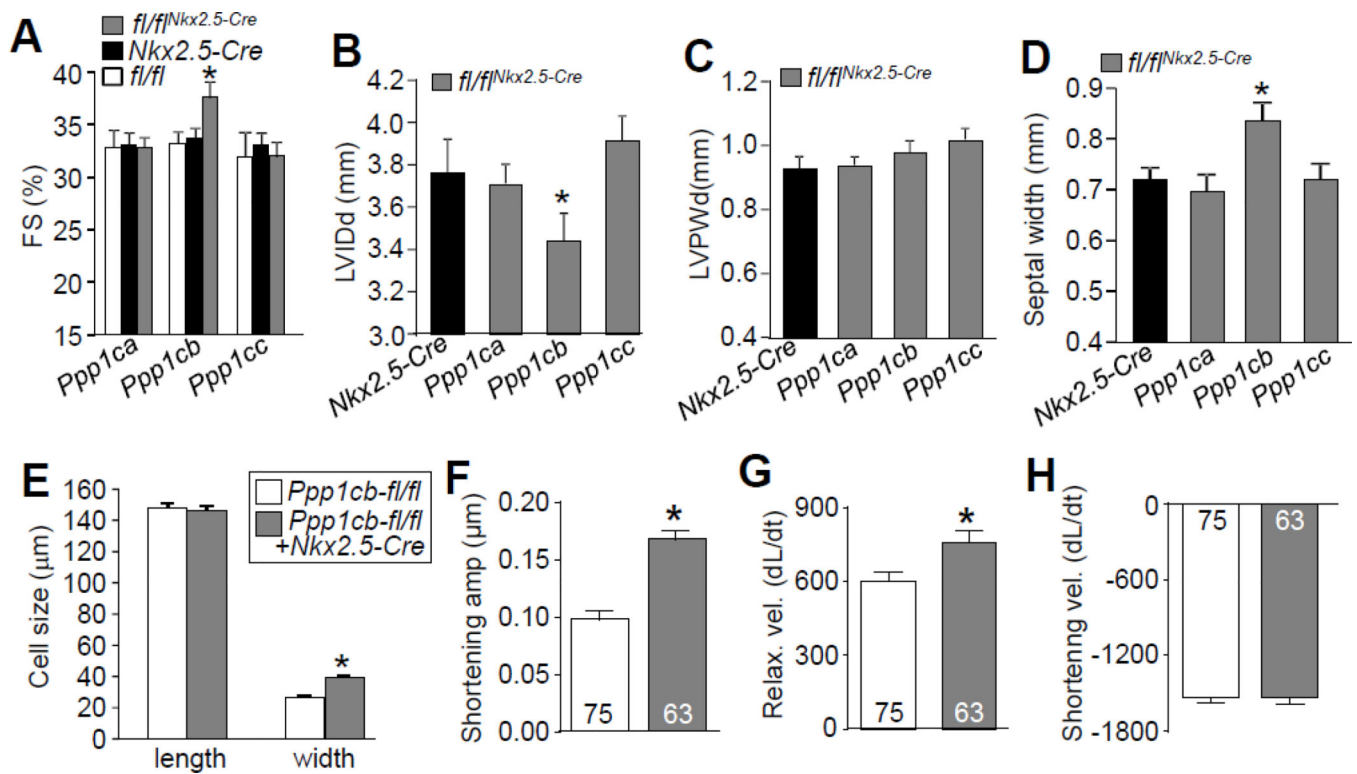 A
fl/fl^Nkx2.5-Cre
Nkx2.5-Cre
fl/fl
FS (%)
40
35
30
25
20
15
*
Ppp1ca
Ppp1cb
Ppp1cc
B
fl/fl^Nkx2.5-Cre
LVIDd (mm)
4.2
4.0
3.8
3.6
3.4
3.2
3.0
*
Nkx2.5-Cre
Ppp1ca
Ppp1cb
Ppp1cc
C
fl/fl^Nkx2.5-Cre
LVPWd(mm)
1.2
1.0
0.8
0.6
0.4
Nkx2.5-Cre
Ppp1ca
Ppp1cb
Ppp1cc
D
fl/fl^Nkx2.5-Cre
Septal width (mm)
0.9
0.8
0.7
0.6
0.5
0.4
*
Nkx2.5-Cre
Ppp1ca
Ppp1cb
Ppp1cc
E
Cell size (μm)
160
140
120
100
80
60
40
20
0
*
length
width
Ppp1cb-fl/fl
Ppp1cb-fl/fl
+Nkx2.5-Cre
F
Shortening amp (μm)
0.20
0.15
0.10
0.05
0.00
*
75
63
G
Relax. vel. (dL/dt)
900
600
300
0
*
75
63
H
Shortenng vel. (dL/dt)
0
-600
-1200
-1800
75
63